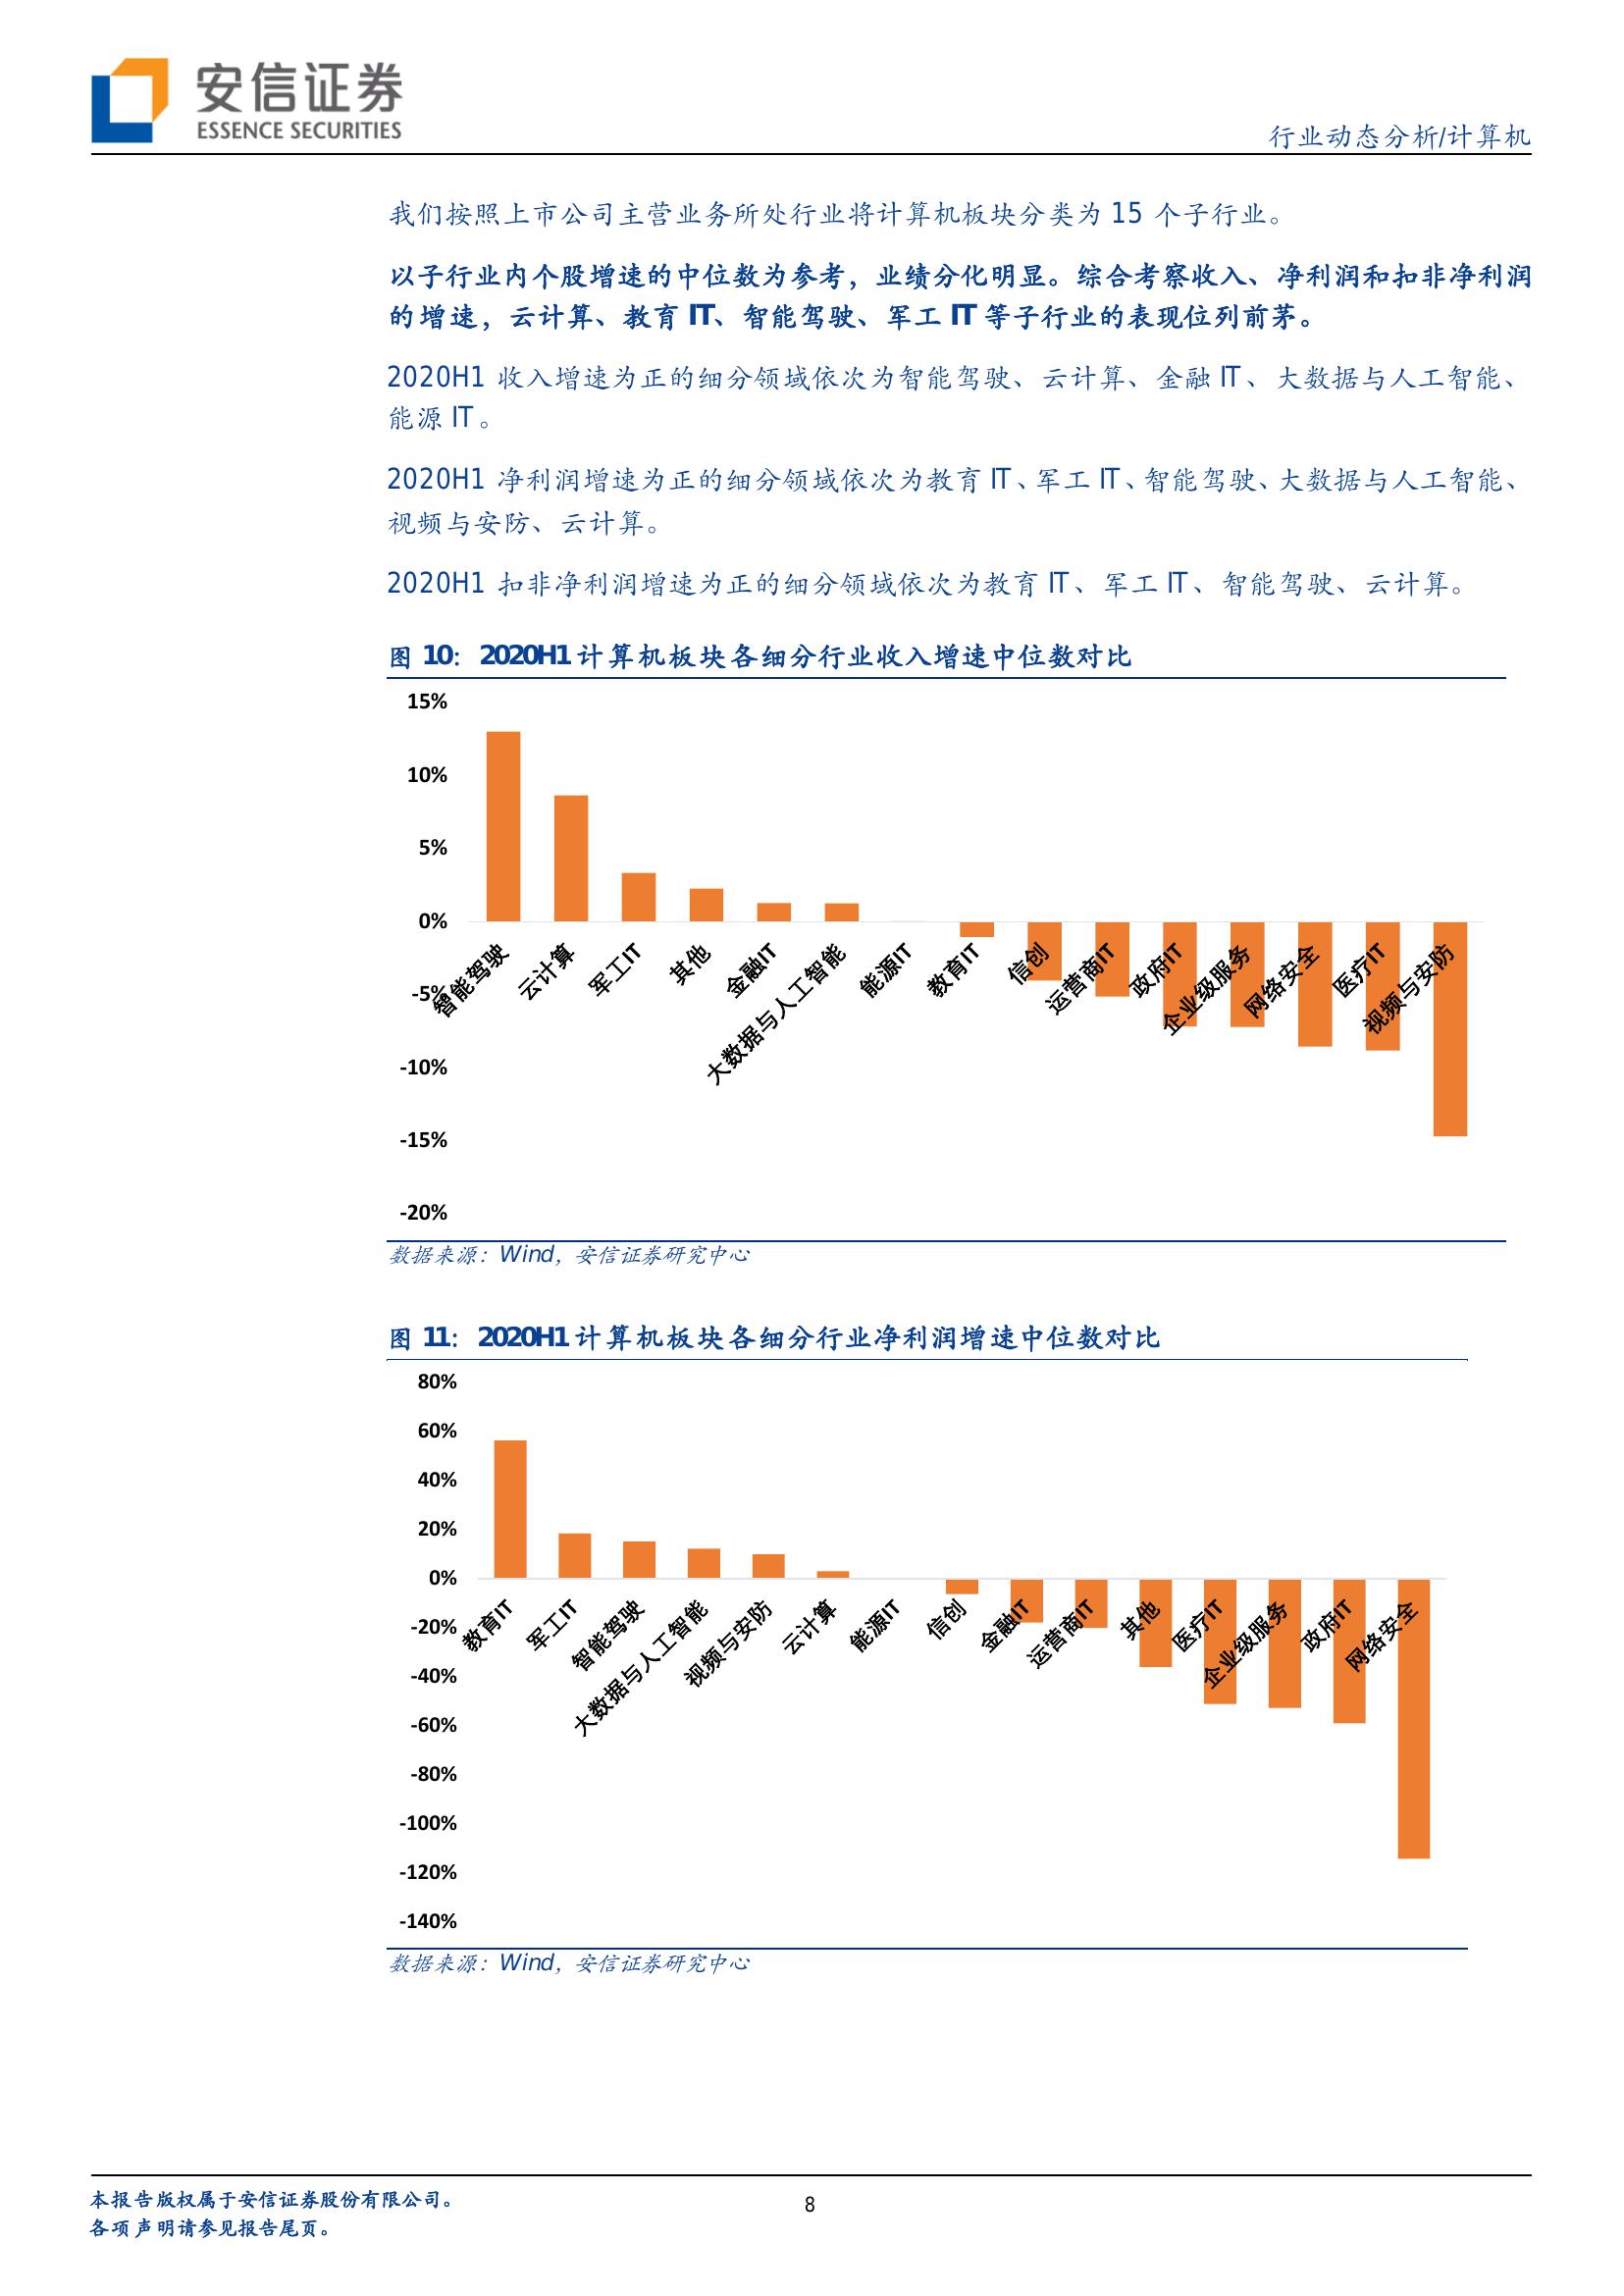 安信证券
ESSENCE SECURITIES
行业动态分析/计算机
我们按照上市公司主营业务所处行业将计算机板块分类为 15 个子行业。
以子行业内个股增速的中位数为参考，业绩分化明显。综合考察收入、净利润和扣非净利润
的增速，云计算、教育 IT、智能驾驶、军工 IT 等子行业的表现位列前茅。
2020H1 收入增速为正的细分领域依次为智能驾驶、云计算、金融 IT、大数据与人工智能、
能源 IT。
2020H1 净利润增速为正的细分领域依次为教育 IT、军工 IT、智能驾驶、大数据与人工智能、
视频与安防、云计算。
2020H1 扣非净利润增速为正的细分领域依次为教育 IT、军工 IT、智能驾驶、云计算。
图 10：2020H1 计算机板块各细分行业收入增速中位数对比
15%
10%
5%
0%
-5%
-10%
-15%
-20%
智能驾驶
云计算
军工IT
其他
金融IT
大数据与人工智能
能源IT
教育IT
信创
运营商IT
政府IT
企业级服务
网络安全
医疗IT
视频与安防
数据来源：Wind，安信证券研究中心
图 11：2020H1 计算机板块各细分行业净利润增速中位数对比
80%
60%
40%
20%
0%
-20%
-40%
-60%
-80%
-100%
-120%
-140%
教育IT
军工IT
智能驾驶
大数据与人工智能
视频与安防
云计算
能源IT
信创
金融IT
运营商IT
其他
医疗IT
企业级服务
政府IT
网络安全
数据来源：Wind，安信证券研究中心
本报告版权属于安信证券股份有限公司。
各项声明请参见报告尾页。
8